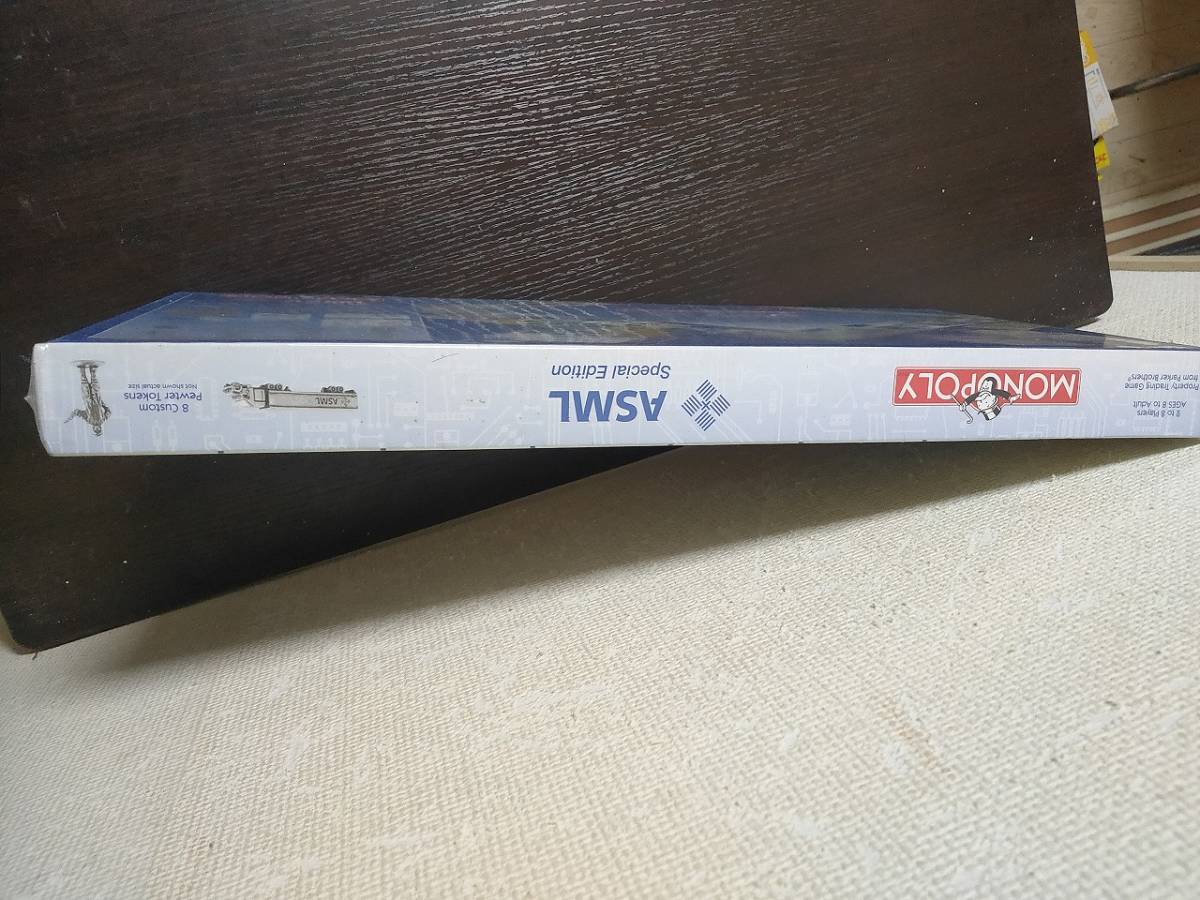 2 to 8 Players
AGES 8 to Adult
Property Trading Game
from Parker Brothers®
MONOPOLY
ASML
Special Edition
ASML
8 Custom
Pewter Tokens
Not shown actual size